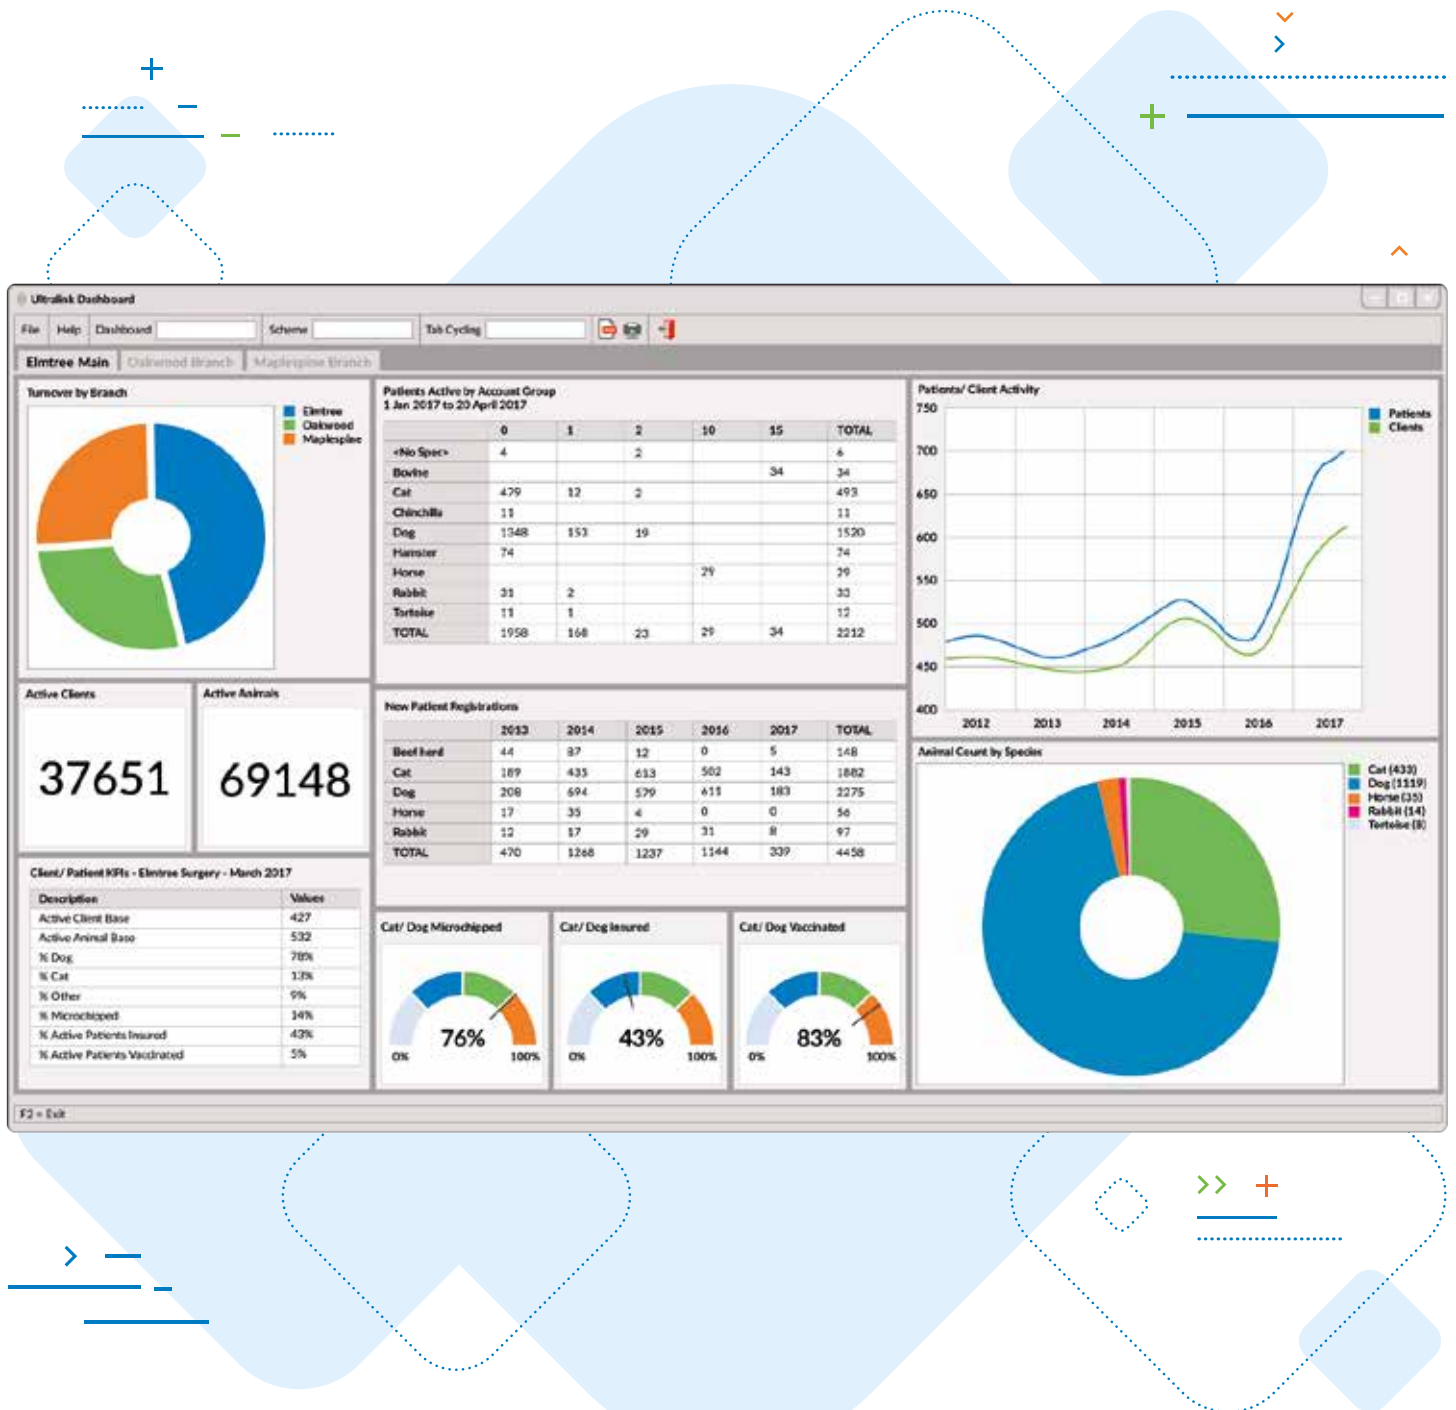 Ultralink Dashboard
File Help Dashboard Scheme Tab Cycling
Elmtree Main Oakwood Branch Maplespine Branch
Turnover by Branch
Elmtree
Oakwood
Maplespine
Active Clients
37651
Active Animals
69148
Client/ Patient KPIs - Elmtree Surgery - March 2017
Description Values
Active Client Base 427
Active Animal Base 532
% Dog 78%
% Cat 13%
% Other 9%
% Microchipped 14%
% Active Patients Insured 43%
% Active Patients Vaccinated 5%
Patients Active by Account Group
1 Jan 2017 to 20 April 2017
0 1 2 10 15 TOTAL
<No Spec> 4 2 6
Bovine 34 34
Cat 479 12 2 493
Chinchilla 11 11
Dog 1348 153 19 1520
Hamster 74 74
Horse 29 29
Rabbit 31 2 33
Tortoise 11 1 12
TOTAL 1958 168 23 29 34 2212
New Patient Registrations
2013 2014 2015 2016 2017 TOTAL
Beef herd 44 87 12 0 5 148
Cat 189 435 613 502 143 1882
Dog 208 694 579 611 183 2275
Horse 17 35 4 0 0 56
Rabbit 12 17 29 31 8 97
TOTAL 470 1268 1237 1144 339 4458
Cat/ Dog Microchipped
76%
0% 100%
Cat/ Dog Insured
43%
0% 100%
Cat/ Dog Vaccinated
83%
0% 100%
Patients/ Client Activity
Patients
Clients
750
700
650
600
550
500
450
400
2012 2013 2014 2015 2016 2017
Animal Count by Species
Cat (433)
Dog (1119)
Horse (35)
Rabbit (14)
Tortoise (8)
F2 = Exit